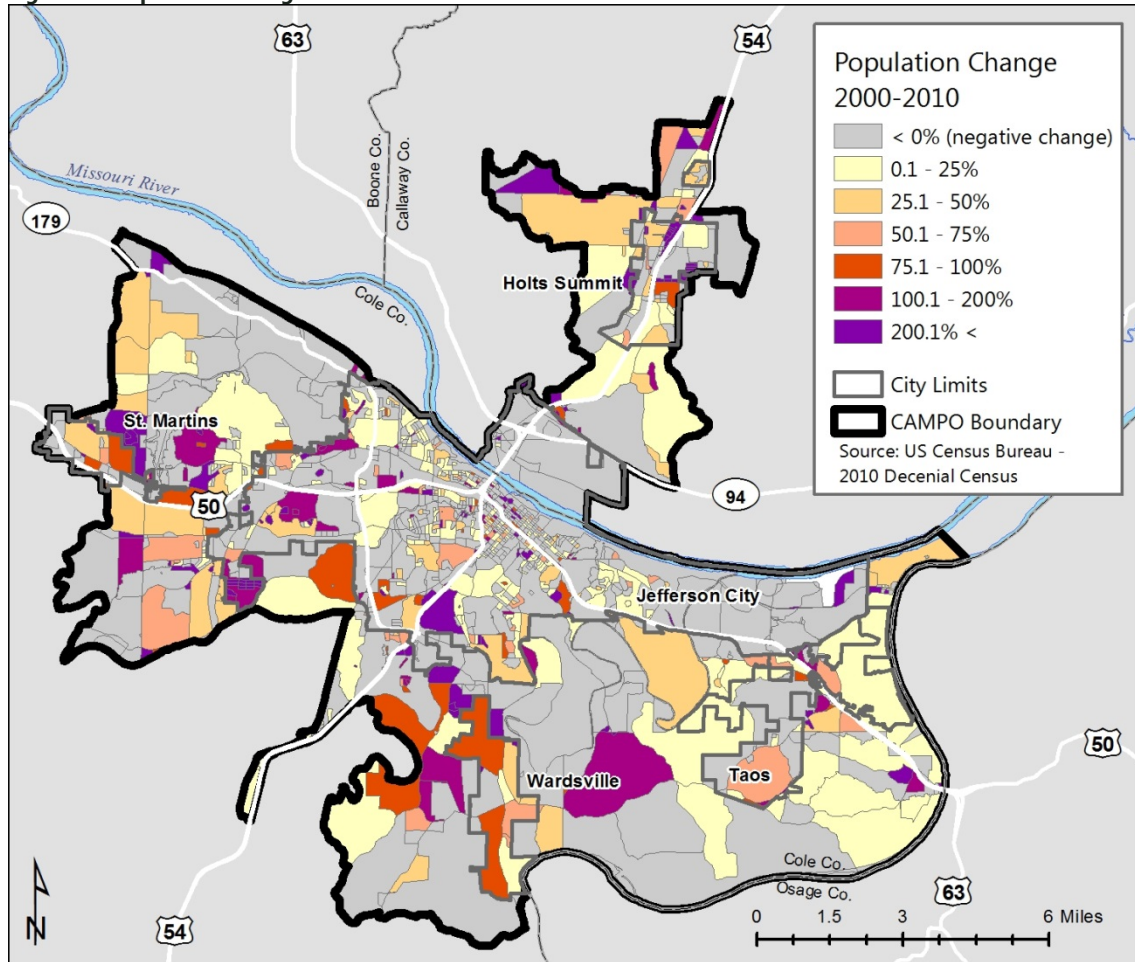 63
54
Population Change
2000-2010
< 0% (negative change)
0.1 - 25%
25.1 - 50%
50.1 - 75%
75.1 - 100%
100.1 - 200%
200.1% <
City Limits
CAMPO Boundary
Source: US Census Bureau -
2010 Decenial Census
Missouri River
Boone Co.
Callaway Co.
179
Cole Co.
Holts Summit
St. Martins
50
94
Jefferson City
50
Wardsville
Taos
Cole Co.
Osage Co.
63
54
N
0 1.5 3 6 Miles